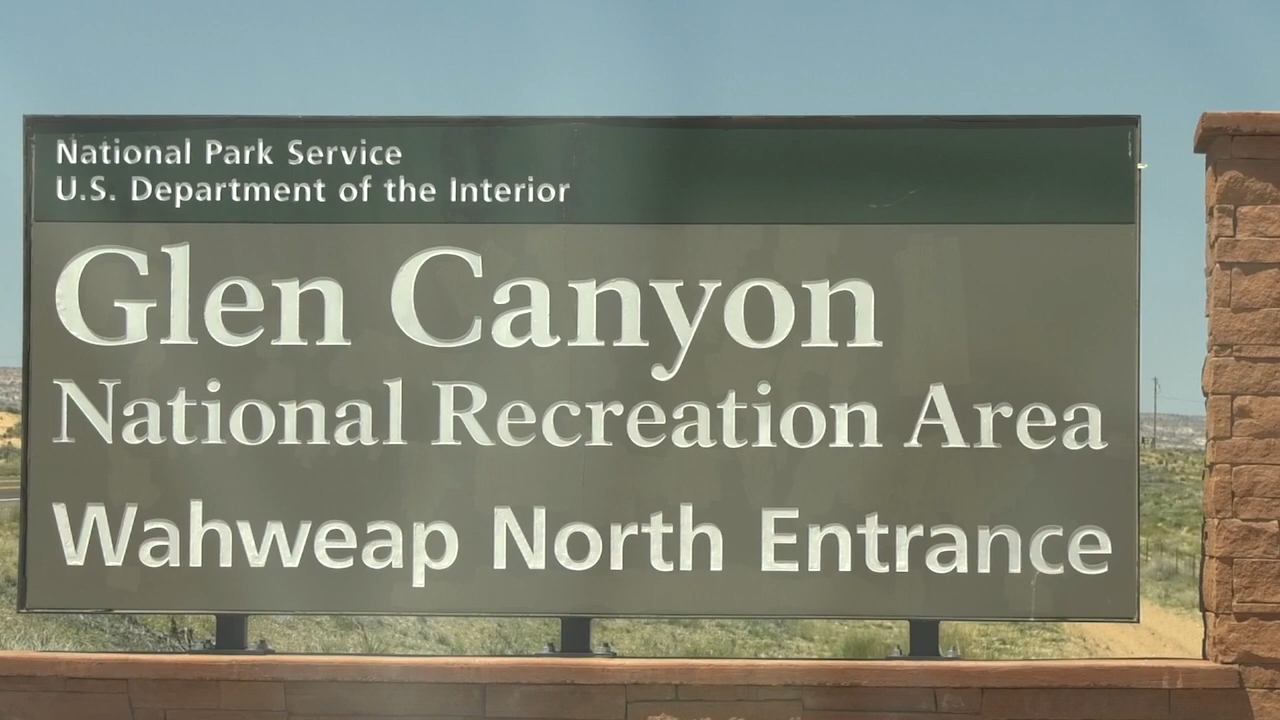 National Park Service
U.S. Department of the Interior
Glen Canyon
National Recreation Area
Wahweap North Entrance